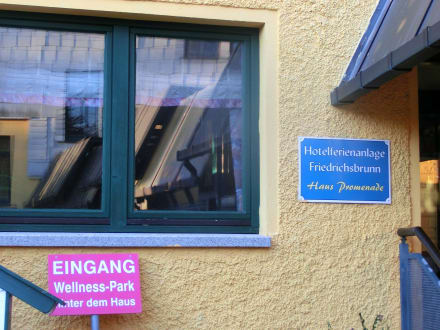 Hotelferienanlage
Friedrichsbrunn
Haus Promenade
EINGANG
Wellness-Park
hinter dem Haus